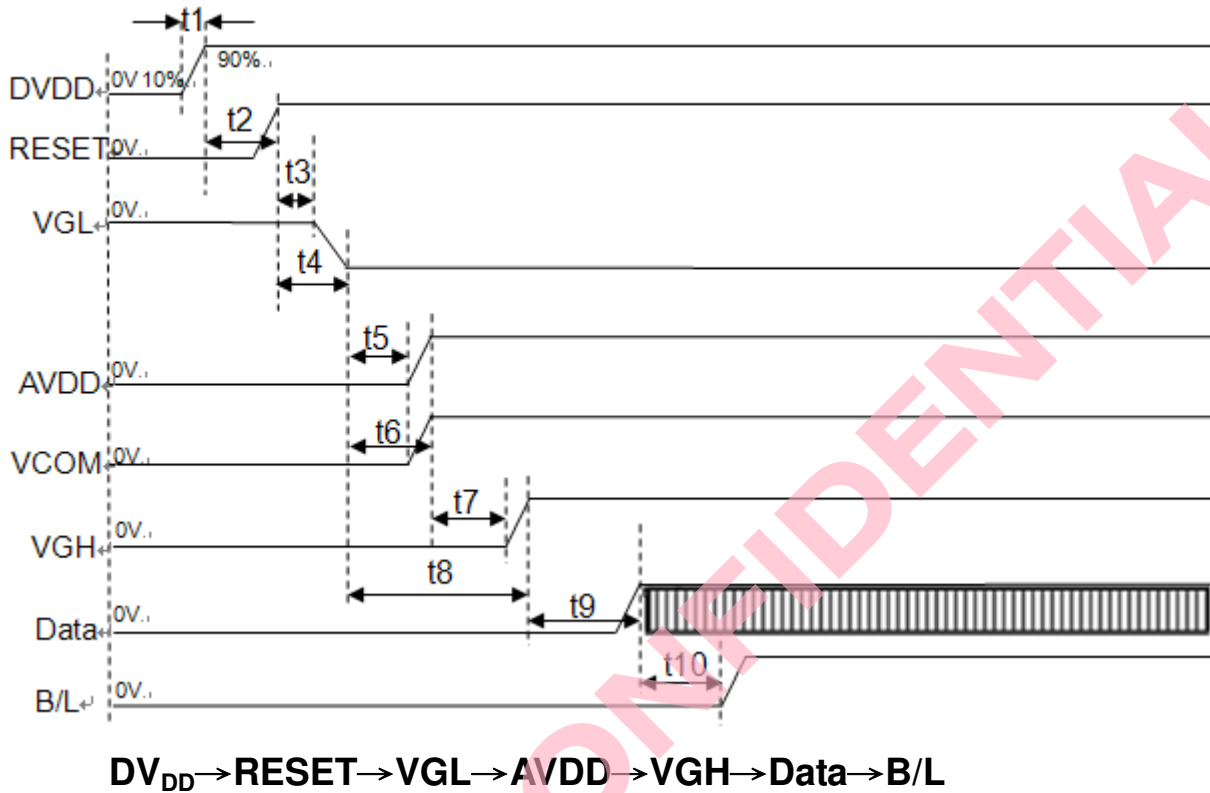 t1
DVDD 0V 10% 90%
t2
RESET 0V
t3
VGL 0V
t4
t5
AVDD 0V
t6
VCOM 0V
t7
VGH 0V
t8
t9
Data 0V
t10
B/L 0V
DVDD→RESET→VGL→AVDD→VGH→Data→B/L
ONFIDENTIAL